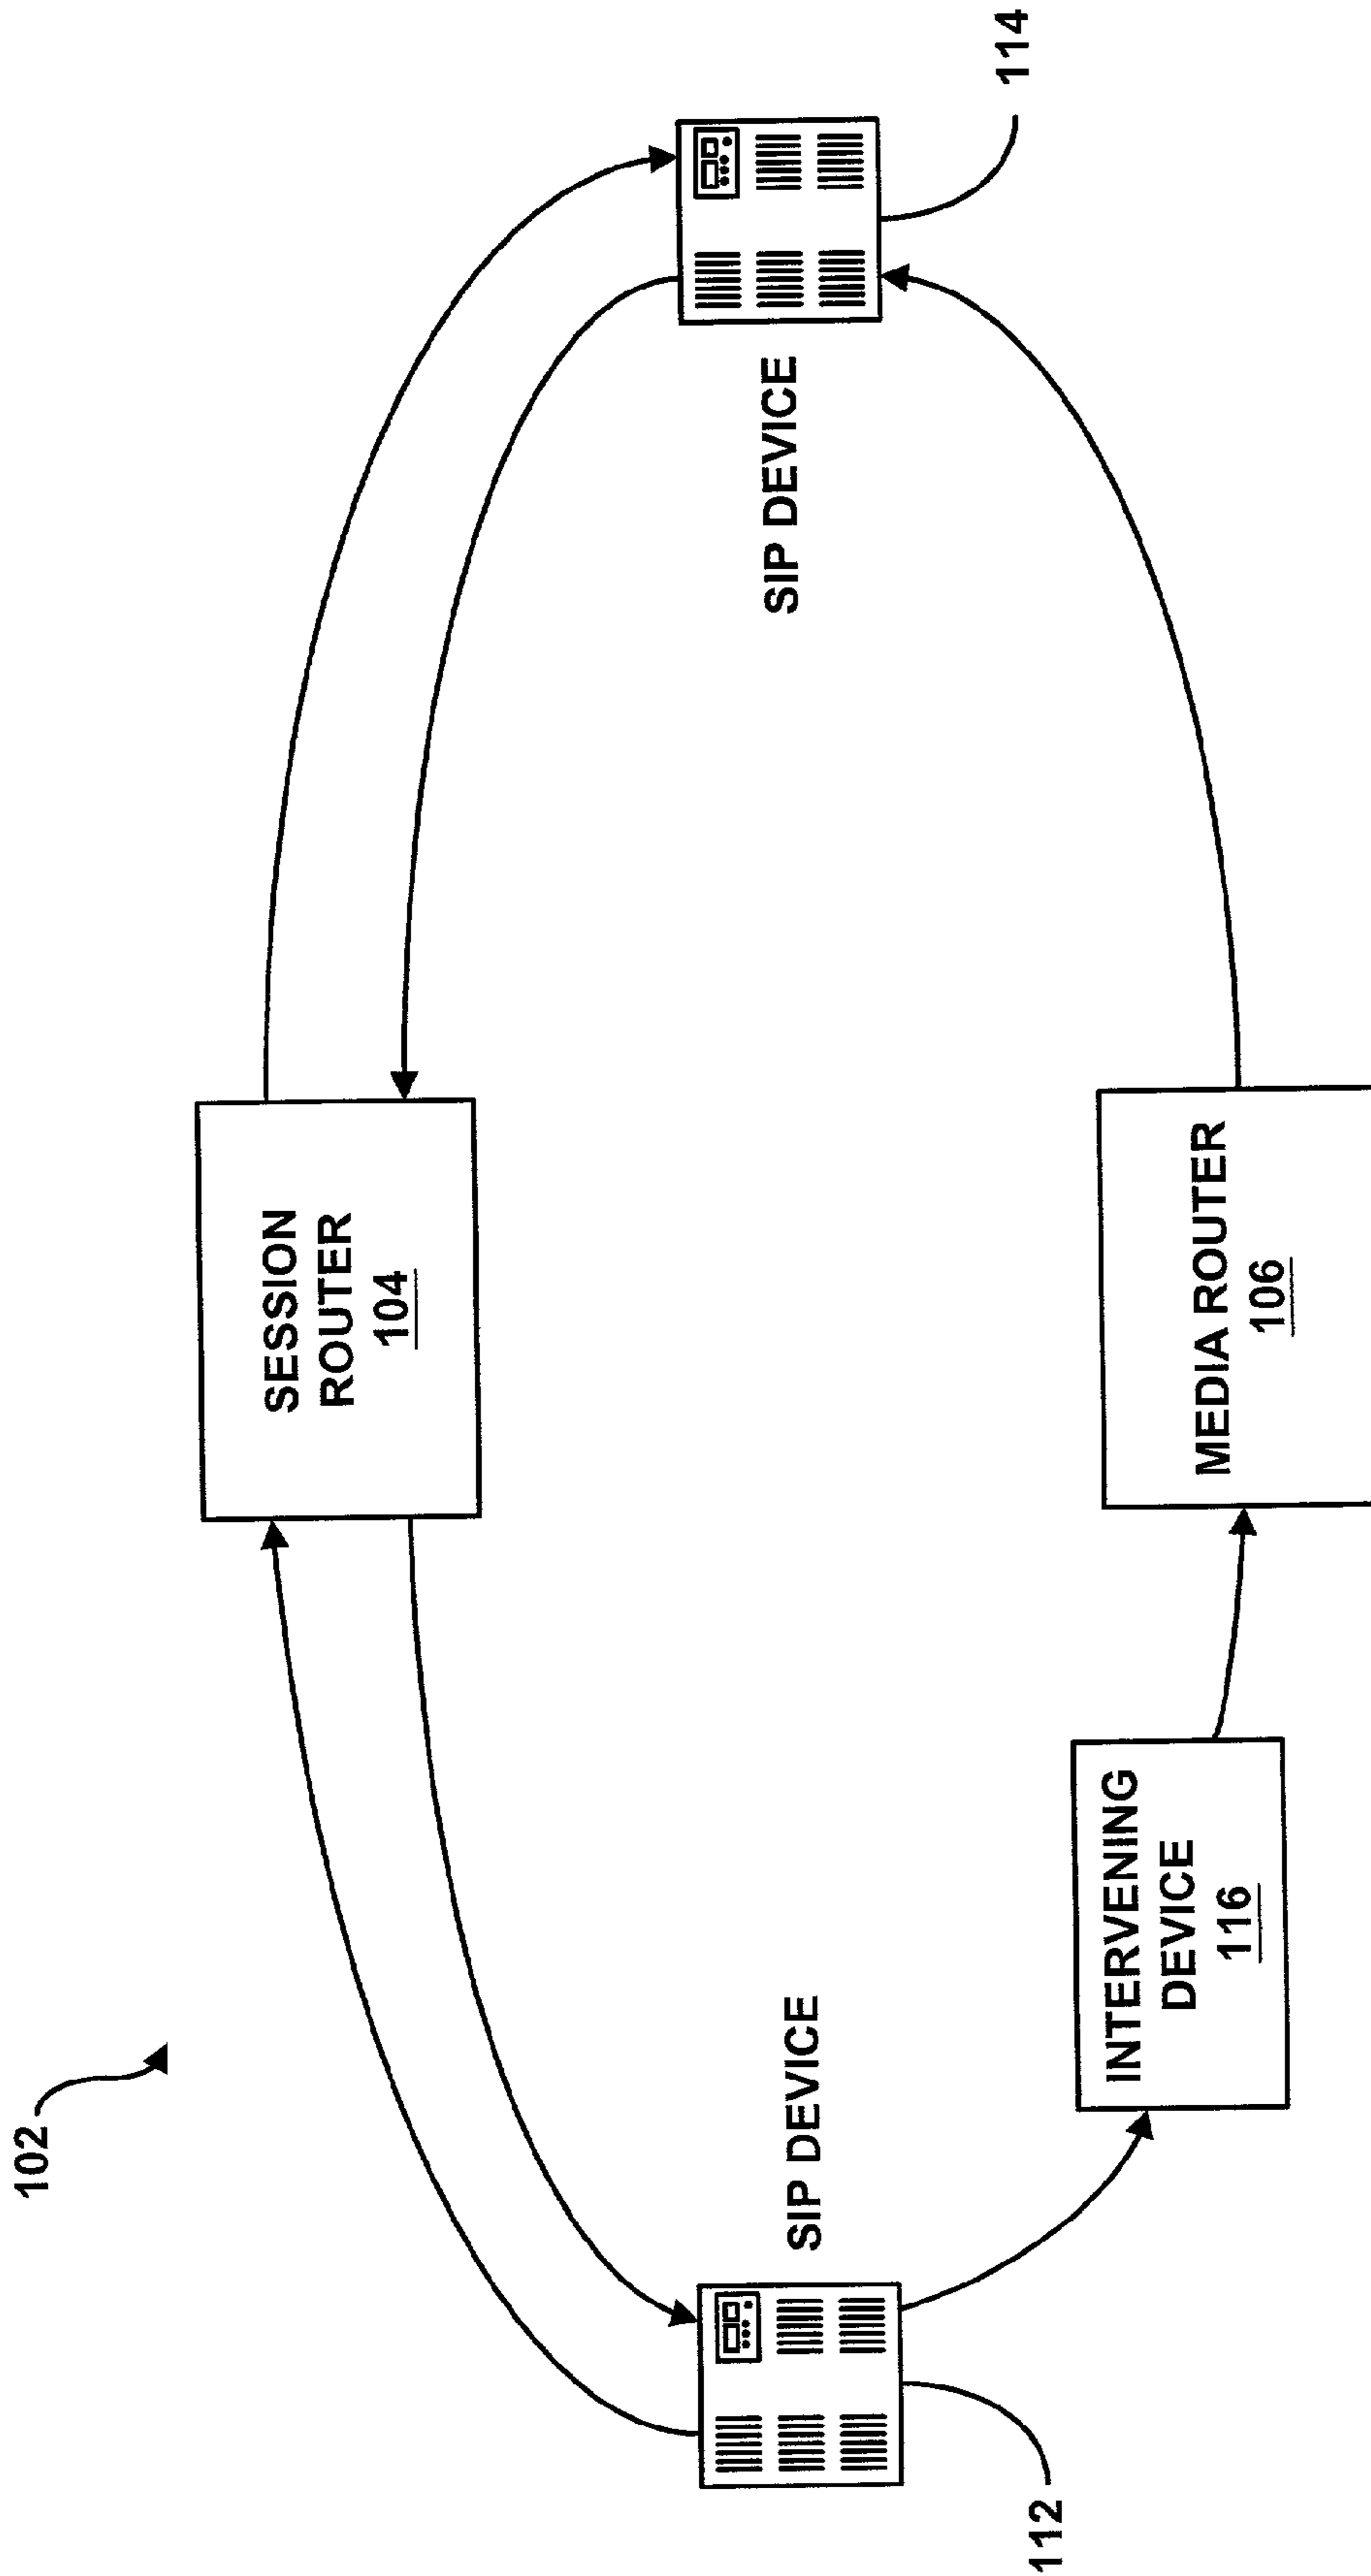 102
SESSION
ROUTER
104
SIP DEVICE
112
SIP DEVICE
114
INTERVENING
DEVICE
116
MEDIA ROUTER
106